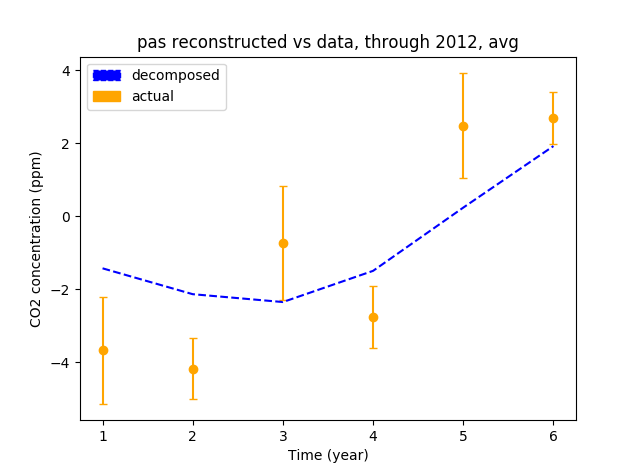 pas reconstructed vs data, through 2012, avg
decomposed
actual
CO2 concentration (ppm)
4
2
0
−2
−4
1
2
3
4
5
6
Time (year)